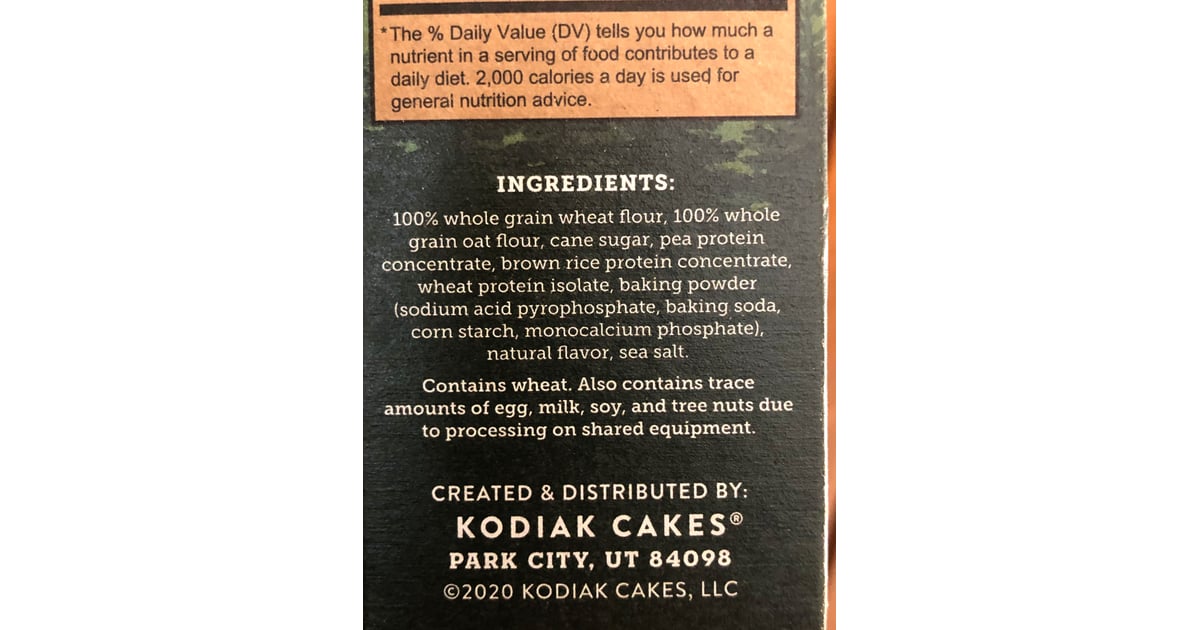 *The % Daily Value (DV) tells you how much a
nutrient in a serving of food contributes to a
daily diet. 2,000 calories a day is used for
general nutrition advice.
INGREDIENTS:
100% whole grain wheat flour, 100% whole
grain oat flour, cane sugar, pea protein
concentrate, brown rice protein concentrate,
wheat protein isolate, baking powder
(sodium acid pyrophosphate, baking soda,
corn starch, monocalcium phosphate),
natural flavor, sea salt.
Contains wheat. Also contains trace
amounts of egg, milk, soy, and tree nuts due
to processing on shared equipment.
CREATED & DISTRIBUTED BY:
KODIAK CAKES®
PARK CITY, UT 84098
©2020 KODIAK CAKES, LLC